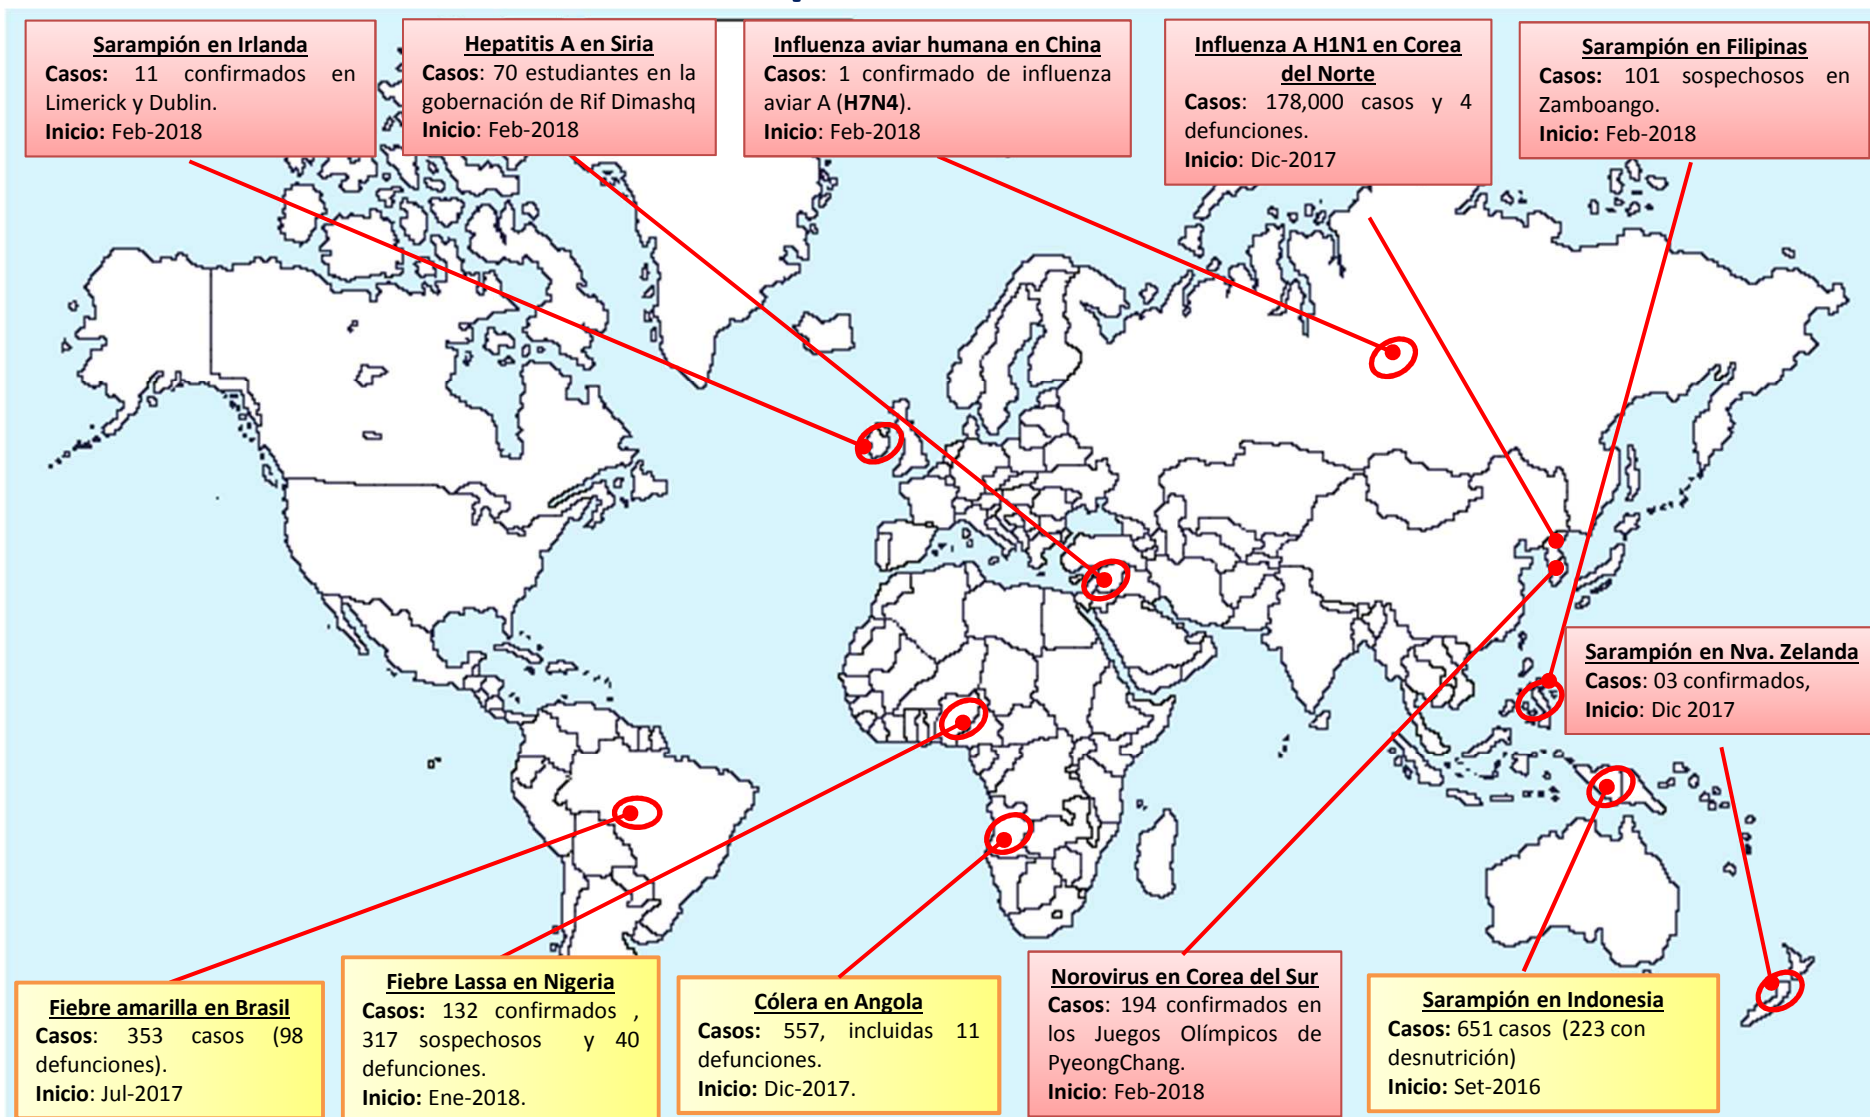 Sarampión en Irlanda
Casos: 11 confirmados en
Limerick y Dublin.
Inicio: Feb-2018
Hepatitis A en Siria
Casos: 70 estudiantes en la
gobernación de Rif Dimashq
Inicio: Feb-2018
Influenza aviar humana en China
Casos: 1 confirmado de influenza
aviar A (H7N4).
Inicio: Feb-2018
Influenza A H1N1 en Corea
del Norte
Casos: 178,000 casos y 4
defunciones.
Inicio: Dic-2017
Sarampión en Filipinas
Casos: 101 sospechosos en
Zamboango.
Inicio: Feb-2018
Sarampión en Nva. Zelanda
Casos: 03 confirmados,
Inicio: Dic 2017
Fiebre amarilla en Brasil
Casos: 353 casos (98
defunciones).
Inicio: Jul-2017
Fiebre Lassa en Nigeria
Casos: 132 confirmados ,
317 sospechosos y 40
defunciones.
Inicio: Ene-2018.
Cólera en Angola
Casos: 557, incluidas 11
defunciones.
Inicio: Dic-2017.
Norovirus en Corea del Sur
Casos: 194 confirmados en
los Juegos Olímpicos de
PyeongChang.
Inicio: Feb-2018
Sarampión en Indonesia
Casos: 651 casos (223 con
desnutrición)
Inicio: Set-2016